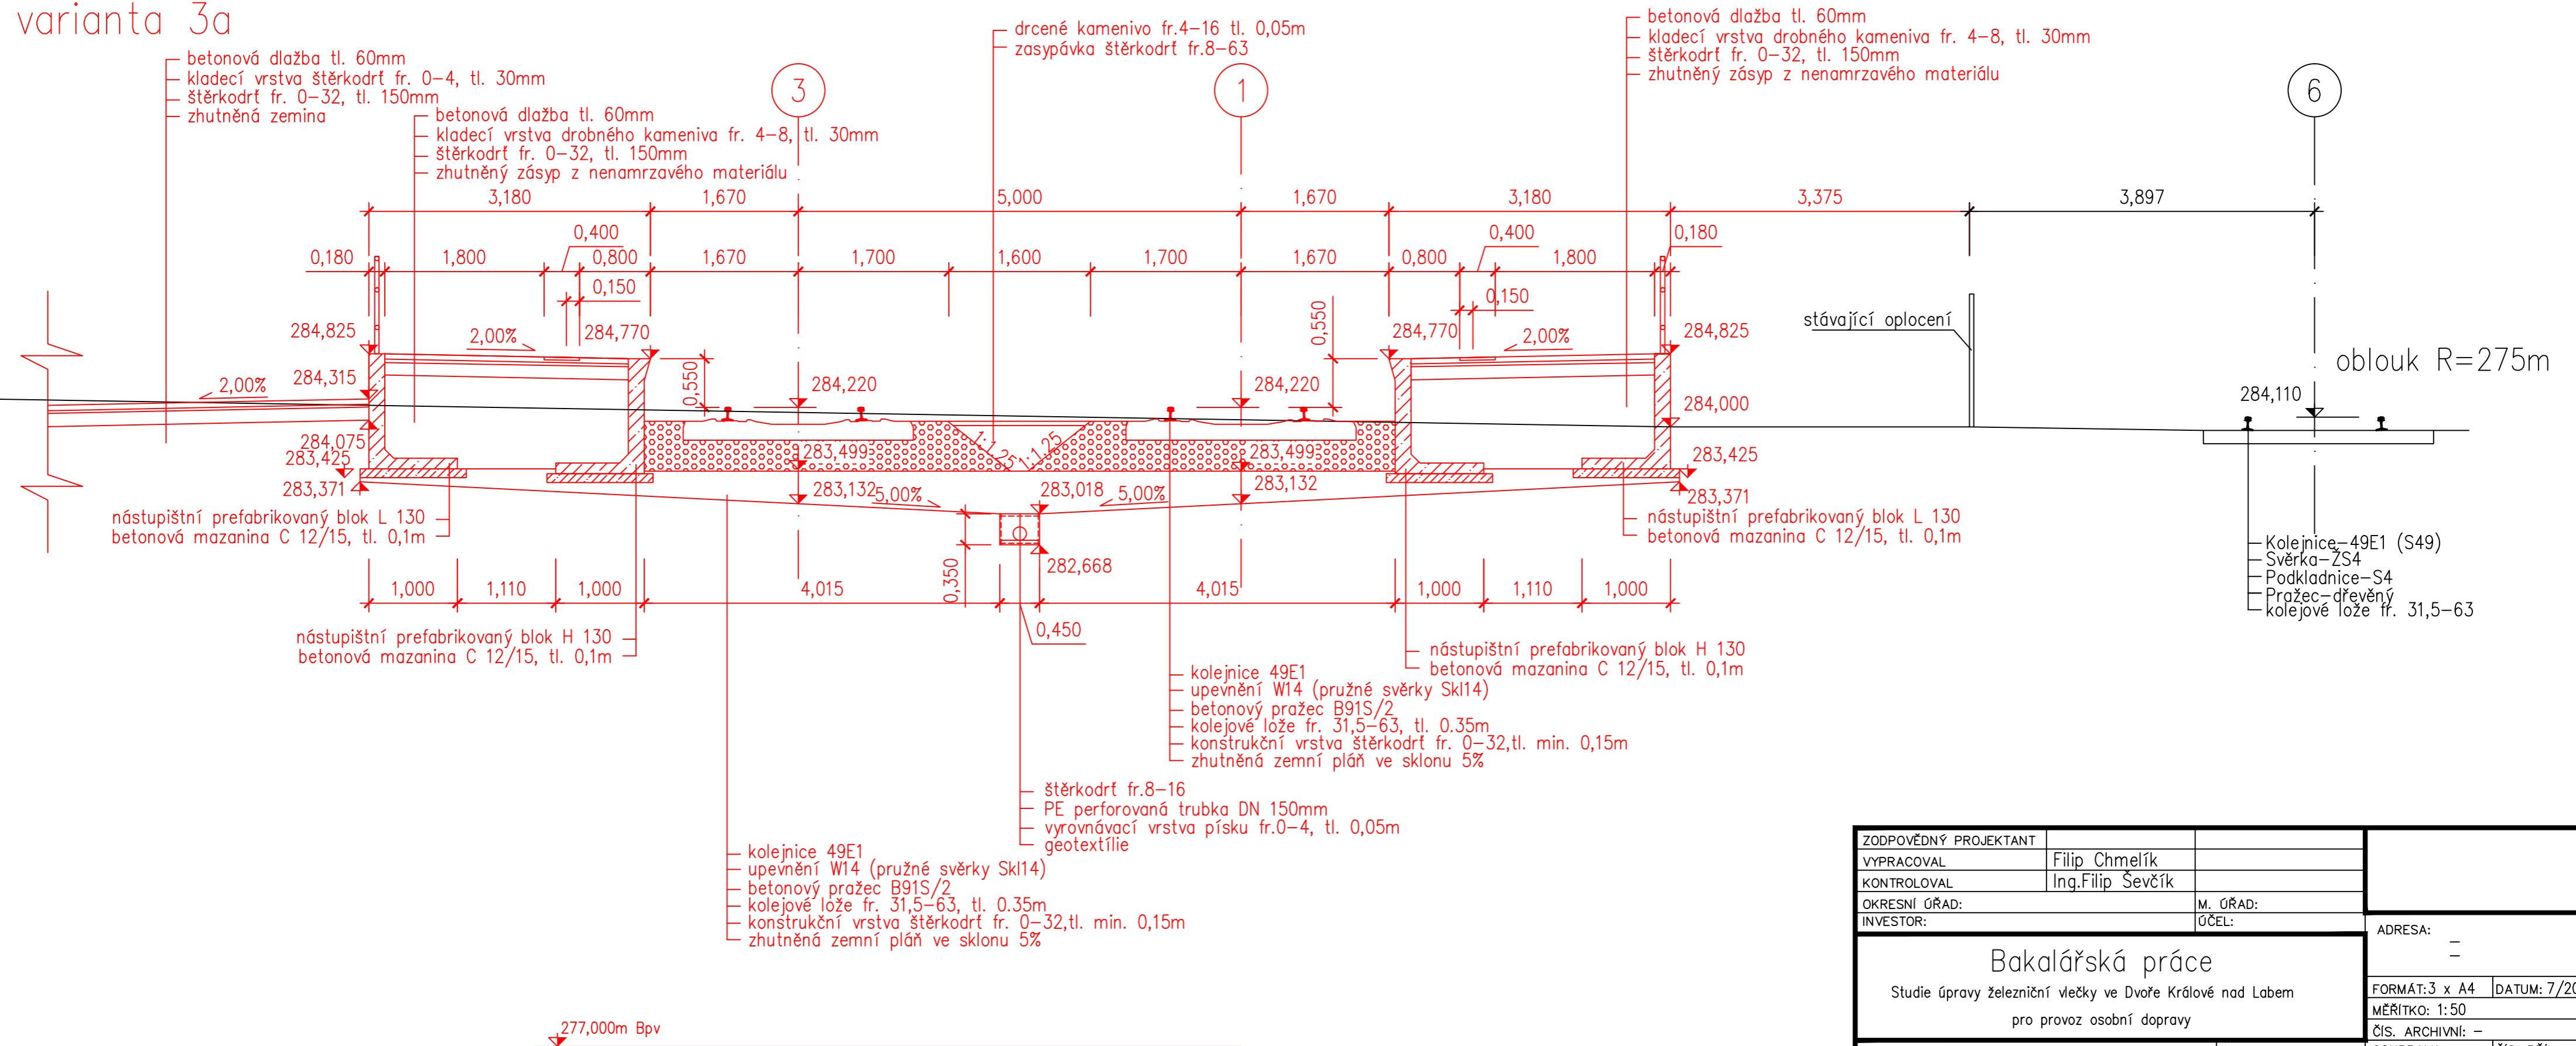 varianta 3a
betonová dlažba tl. 60mm
kladecí vrstva štěrkodrť fr. 0-4, tl. 30mm
štěrkodrť fr. 0-32, tl. 150mm
zhutněná zemina
betonová dlažba tl. 60mm
kladecí vrstva drobného kameniva fr. 4-8, tl. 30mm
štěrkodrť fr. 0-32, tl. 150mm
zhutněný zásyp z nenamrzavého materiálu
3
drcené kamenivo fr.4-16 tl. 0,05m
zasypávka štěrkodrť fr.8-63
1
betonová dlažba tl. 60mm
kladecí vrstva drobného kameniva fr. 4-8, tl. 30mm
štěrkodrť fr. 0-32, tl. 150mm
zhutněný zásyp z nenamrzavého materiálu
6
3,180 1,670 5,000 1,670 3,180 3,375 3,897
0,400 0,400 0,180
0,180 1,800 0,800 1,670 1,700 1,600 1,700 1,670 0,800 1,800
0,150 0,150
284,825 2,00% 284,770 0,550 284,770 2,00% 284,825
stávající oplocení
oblouk R=275m
2,00% 284,315 0,550 284,220 284,220 284,000 284,110
284,075
283,425
283,371
1:1,25 1:1,25
283,499 283,499
283,132 5,00% 283,018 5,00% 283,132
283,425
283,371
nástupištní prefabrikovaný blok L 130
betonová mazanina C 12/15, tl. 0,1m
nástupištní prefabrikovaný blok L 130
betonová mazanina C 12/15, tl. 0,1m
0,350 282,668
1,000 1,110 1,000 4,015 4,015 1,000 1,110 1,000
0,450
Kolejnice-49E1 (S49)
Svěrka-ŽS4
Podkladnice-S4
Pražec-dřevěný
kolejové lože fr. 31,5-63
nástupištní prefabrikovaný blok H 130
betonová mazanina C 12/15, tl. 0,1m
nástupištní prefabrikovaný blok H 130
betonová mazanina C 12/15, tl. 0,1m
kolejnice 49E1
upevnění W14 (pružné svěrky Skl14)
betonový pražec B91S/2
kolejové lože fr. 31,5-63, tl. 0.35m
konstrukční vrstva štěrkodrť fr. 0-32,tl. min. 0,15m
zhutněná zemní pláň ve sklonu 5%
štěrkodrť fr.8-16
PE perforovaná trubka DN 150mm
vyrovnávací vrstva písku fr.0-4, tl. 0,05m
geotextílie
kolejnice 49E1
upevnění W14 (pružné svěrky Skl14)
betonový pražec B91S/2
kolejové lože fr. 31,5-63, tl. 0.35m
konstrukční vrstva štěrkodrť fr. 0-32,tl. min. 0,15m
zhutněná zemní pláň ve sklonu 5%
277,000m Bpv
ZODPOVĚDNÝ PROJEKTANT
VYPRACOVAL Filip Chmelík
KONTROLOVAL Ing.Filip Ševčík
OKRESNÍ ÚŘAD: M. ÚŘAD:
INVESTOR: ÚČEL:
ADRESA:
-
-
Bakalářská práce
Studie úpravy železniční vlečky ve Dvoře Králové nad Labem
pro provoz osobní dopravy
FORMÁT:3 x A4 DATUM: 7/20
MĚŘÍTKO: 1:50
ČÍS. ARCHIVNÍ: -